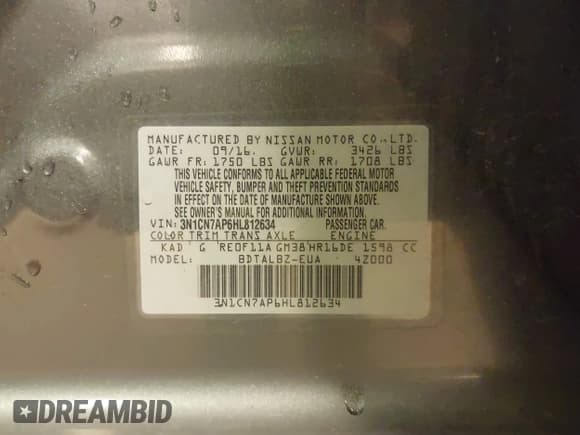 MANUFACTURED BY NISSAN MOTOR CO.,LTD.
DATE: 09/16. GVWR: 3426 LBS
GAWR FR: 1750 LBS GAWR RR: 1708 LBS
THIS VEHICLE CONFORMS TO ALL APPLICABLE FEDERAL MOTOR
VEHICLE SAFETY, BUMPER AND THEFT PREVENTION STANDARDS
IN EFFECT ON THE DATE OF MANUFACTURE SHOWN ABOVE.
SEE OWNER'S MANUAL FOR ADDITIONAL INFORMATION.
VIN: 3N1CN7AP6HL812634 PASSENGER CAR.
COLOR TRIM TRANS AXLE ENGINE
KAD G RE0F11A GM38 HR16DE 1598 CC
MODEL: BDTALBZ-EUA 4Z000
3N1CN7AP6HL812634
DREAMBID